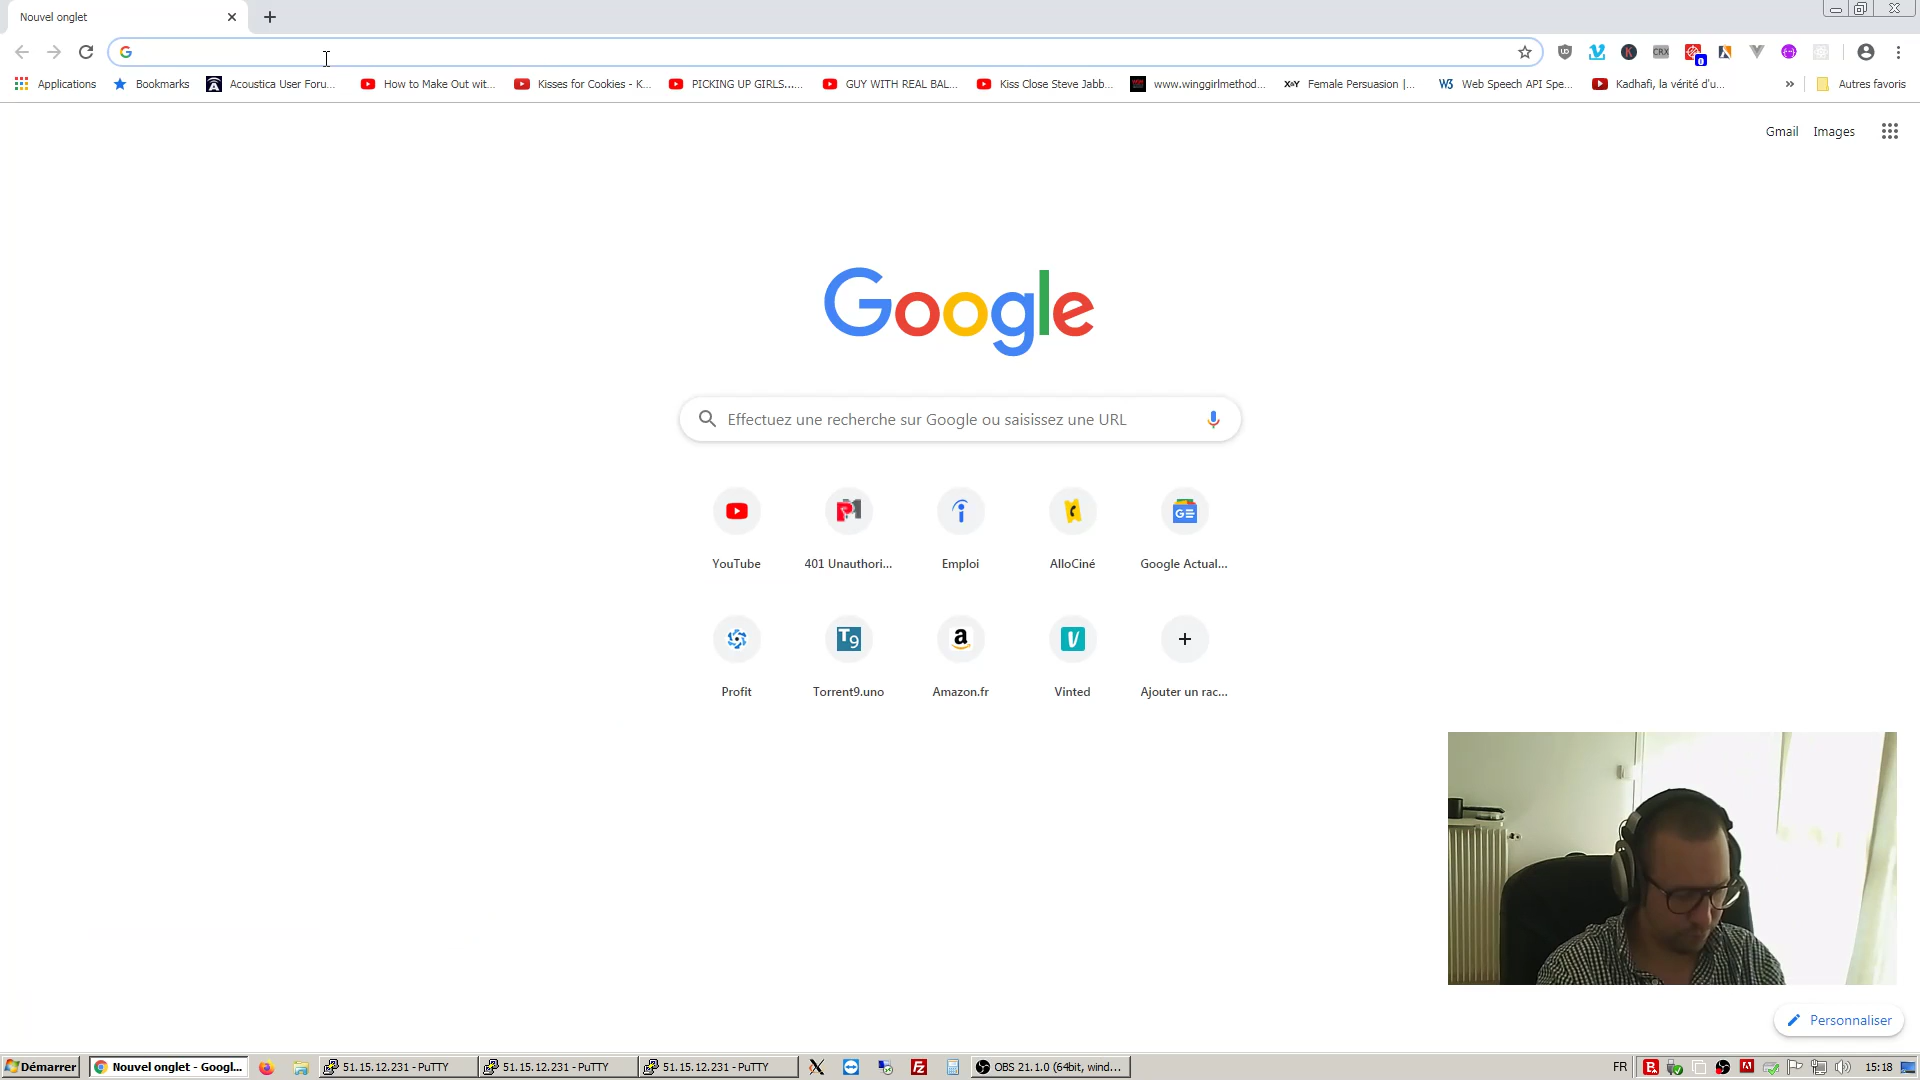 Nouvel onglet
Applications
Bookmarks
Acoustica User Foru...
How to Make Out wit...
Kisses for Cookies - K...
PICKING UP GIRLS.....
GUY WITH REAL BAL...
Kiss Close Steve Jabb...
www.winggirlmethod...
Female Persuasion |...
Web Speech API Spe...
Kadhafi, la vérité d'u...
Autres favoris
Gmail
Images
Google
Effectuez une recherche sur Google ou saisissez une URL
YouTube
401 Unauthori...
Emploi
AlloCiné
Google Actual...
Profit
Torrent9.uno
Amazon.fr
Vinted
Ajouter un rac...
Personnaliser
Démarrer
Nouvel onglet - Googl...
51.15.12.231 - PuTTY
51.15.12.231 - PuTTY
51.15.12.231 - PuTTY
OBS 21.1.0 (64bit, wind...
FR
15:18